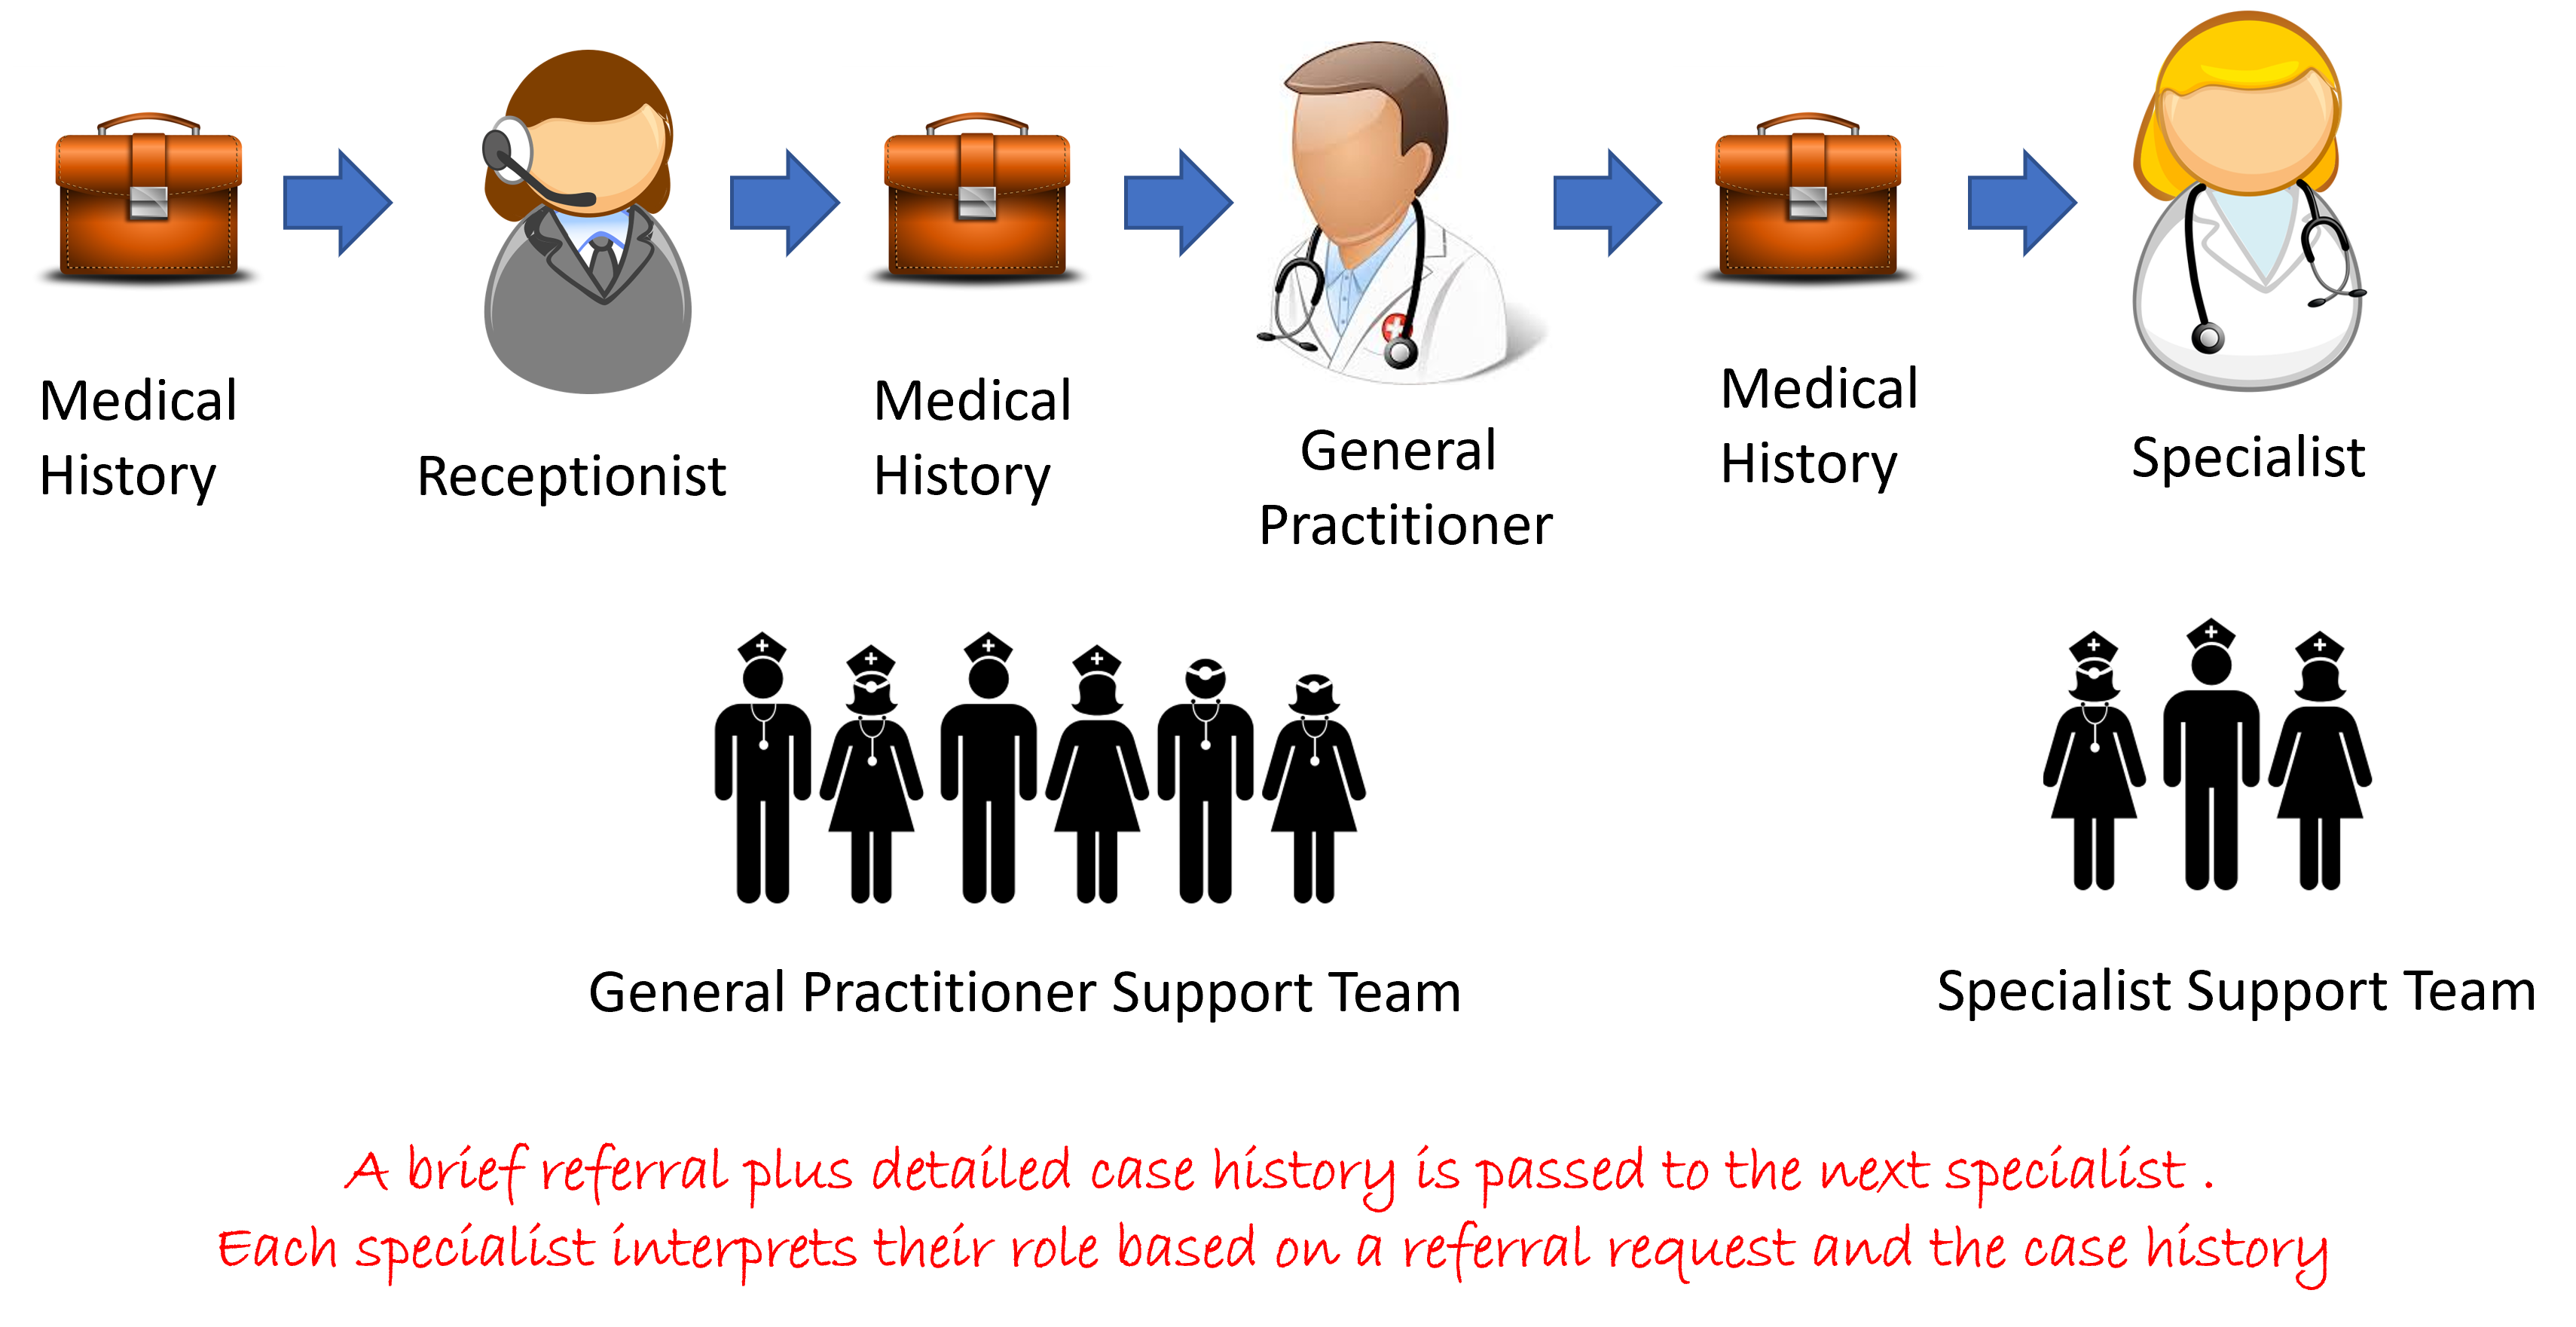 Medical
History
Receptionist
Medical
History
General
Practitioner
Medical
History
Specialist
General Practitioner Support Team
Specialist Support Team
A brief referral plus detailed case history is passed to the next specialist .
Each specialist interprets their role based on a referral request and the case history